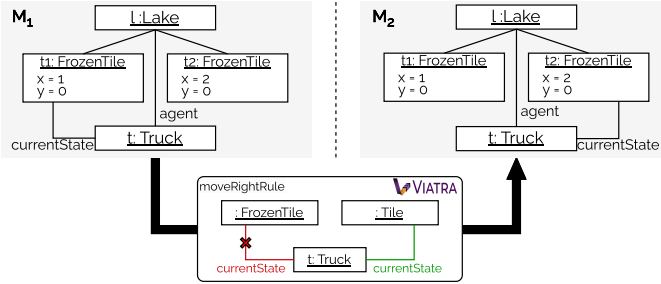 M1
l :Lake
t1: FrozenTile
x = 1
y = 0
t2: FrozenTile
x = 2
y = 0
agent
t: Truck
currentState
M2
l :Lake
t1: FrozenTile
x = 1
y = 0
t2: FrozenTile
x = 2
y = 0
agent
t: Truck
currentState
moveRightRule
VIATRA
: FrozenTile
: Tile
t: Truck
currentState
currentState